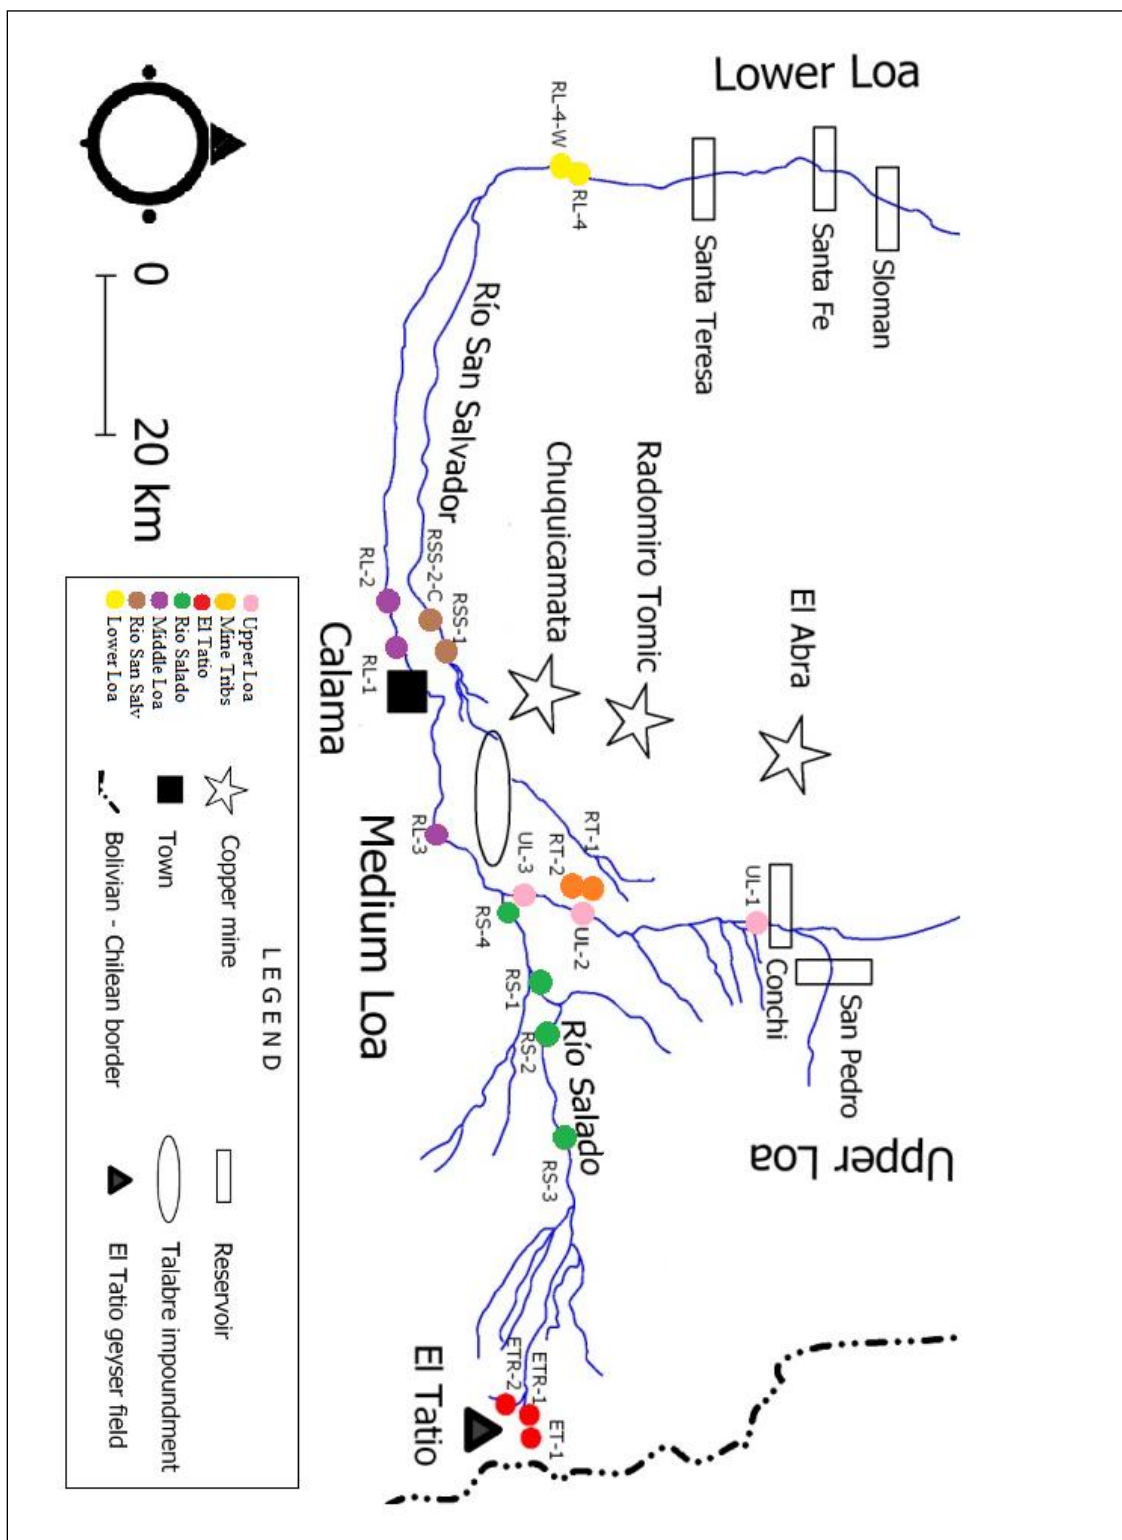 Lower Loa
Sloman
Santa Fe
Santa Teresa
RL-4-W
RL-4
Río San Salvador
El Abra
Radomiro Tomic
Chuquicamata
RSS-2-C
RSS-1
RL-2
RL-1
Calama
RL-3
Medium Loa
RT-1
RT-2
UL-3
UL-2
UL-1
Conchi
San Pedro
Upper Loa
RS-4
RS-1
RS-2
Río Salado
RS-3
ETR-2
ETR-1
ET-1
El Tatio
0 20 km
LEGEND
Upper Loa
Mine Tribs
El Tatio
Rio Salado
Middle Loa
Rio San Salv
Lower Loa
Copper mine
Town
Bolivian - Chilean border
Reservoir
Talabre impoundment
El Tatio geyser field